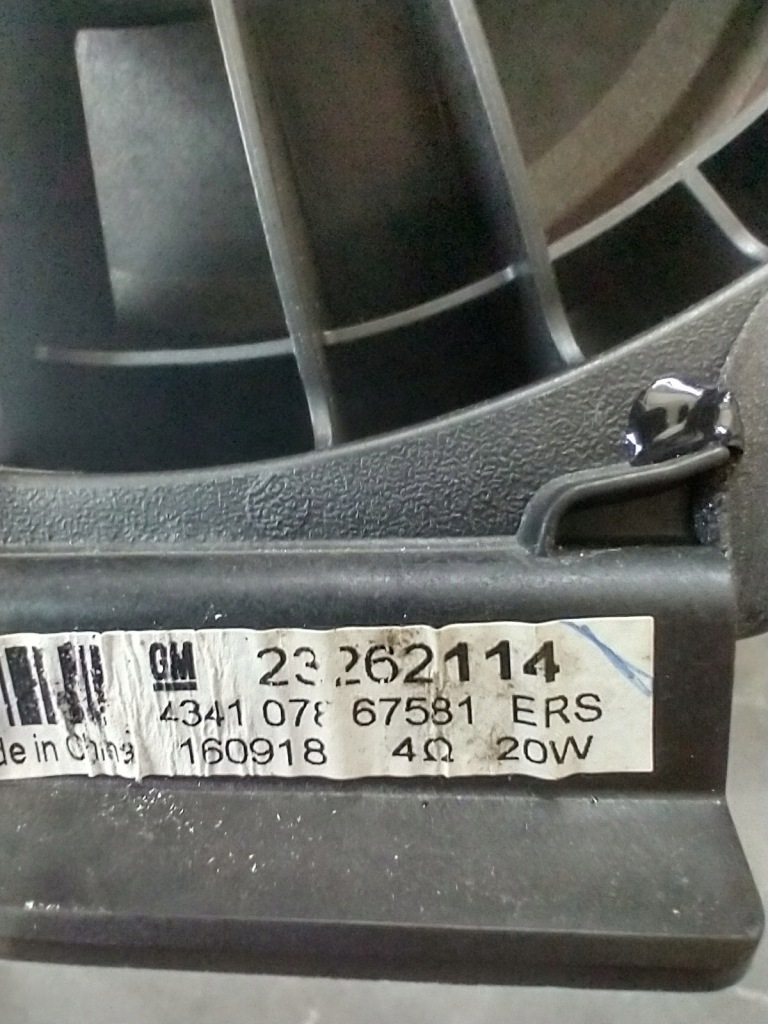 GM 23262114
4341 078 67581 ERS
de in China 160918 4Ω 20W